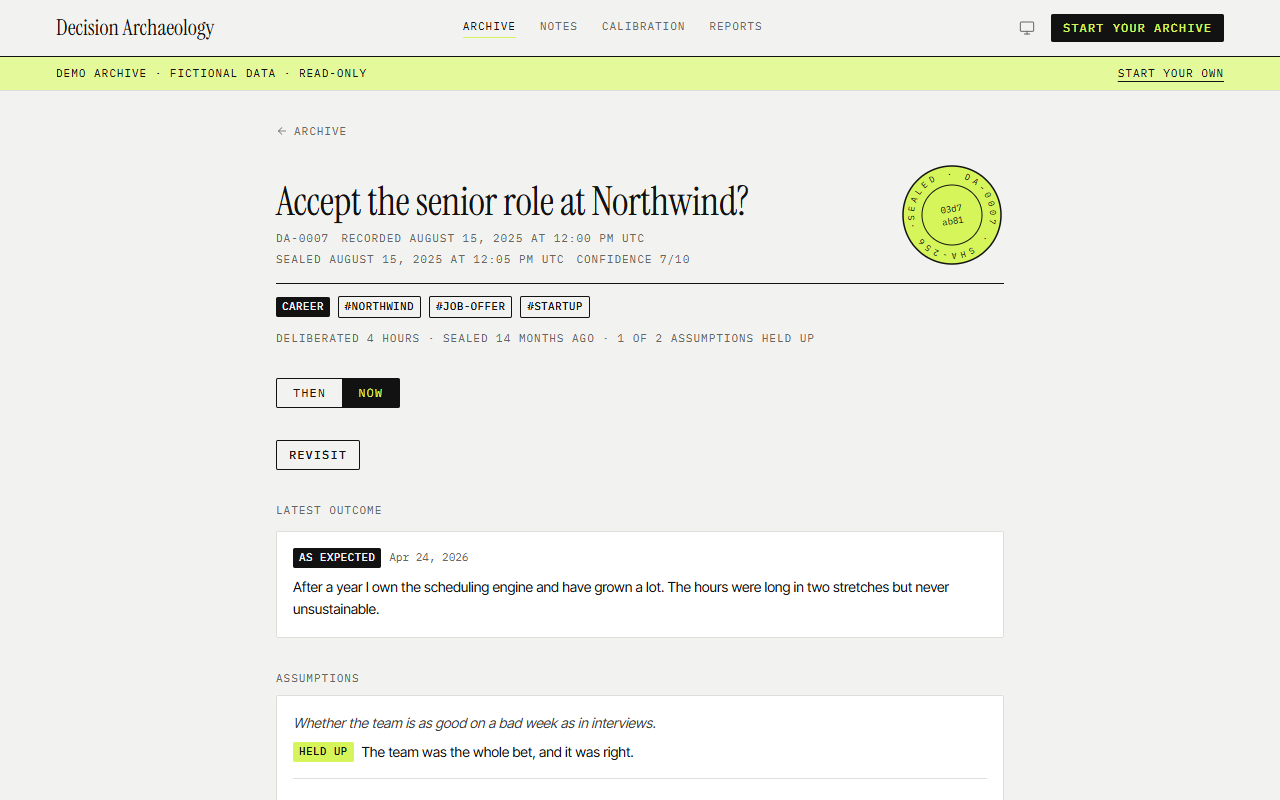 Decision Archaeology
ARCHIVE NOTES CALIBRATION REPORTS
START YOUR ARCHIVE
DEMO ARCHIVE · FICTIONAL DATA · READ-ONLY
START YOUR OWN
← ARCHIVE
Accept the senior role at Northwind?
DA-0007 RECORDED AUGUST 15, 2025 AT 12:00 PM UTC
SEALED AUGUST 15, 2025 AT 12:05 PM UTC CONFIDENCE 7/10
· SEALED · DA-0007 · SHA-256
03d7
ab81
CAREER #NORTHWIND #JOB-OFFER #STARTUP
DELIBERATED 4 HOURS · SEALED 14 MONTHS AGO · 1 OF 2 ASSUMPTIONS HELD UP
THEN NOW
REVISIT
LATEST OUTCOME
AS EXPECTED Apr 24, 2026
After a year I own the scheduling engine and have grown a lot. The hours were long in two stretches but never
unsustainable.
ASSUMPTIONS
Whether the team is as good on a bad week as in interviews.
HELD UP The team was the whole bet, and it was right.